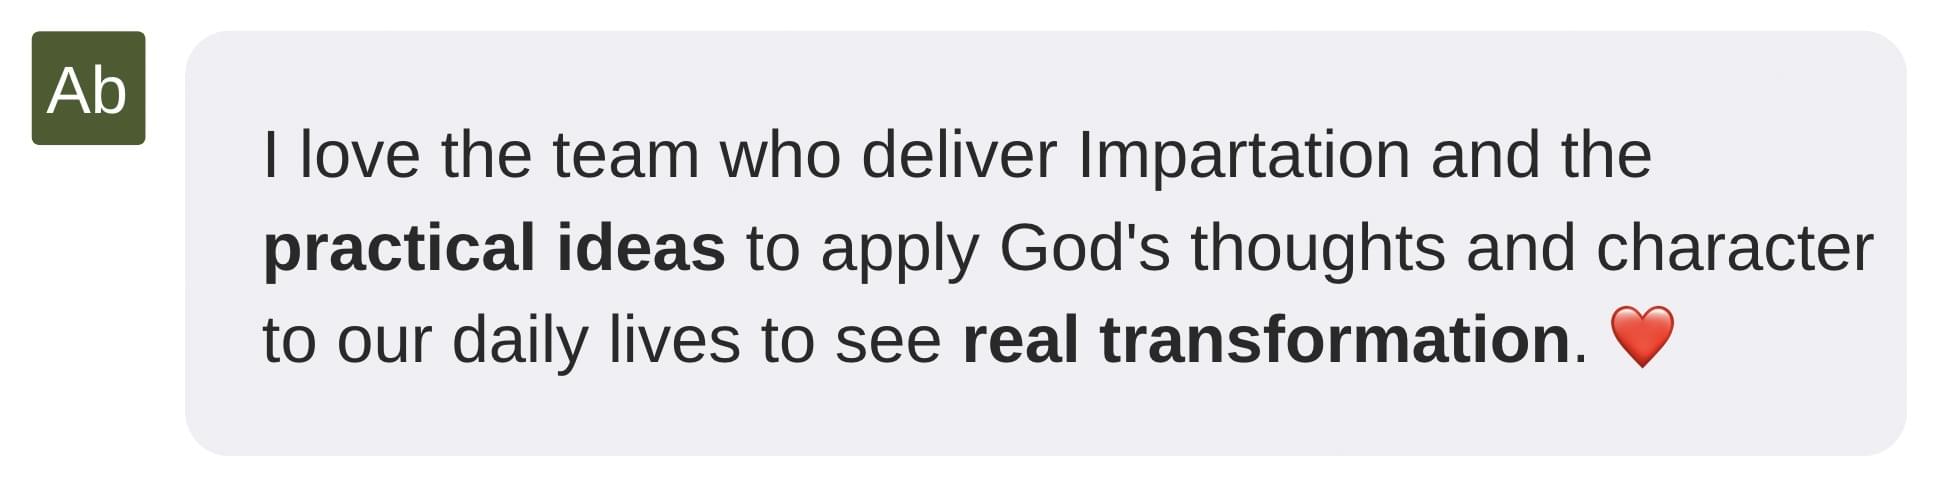 Ab
I love the team who deliver Impartation and the
practical ideas to apply God's thoughts and character
to our daily lives to see real transformation. ❤️